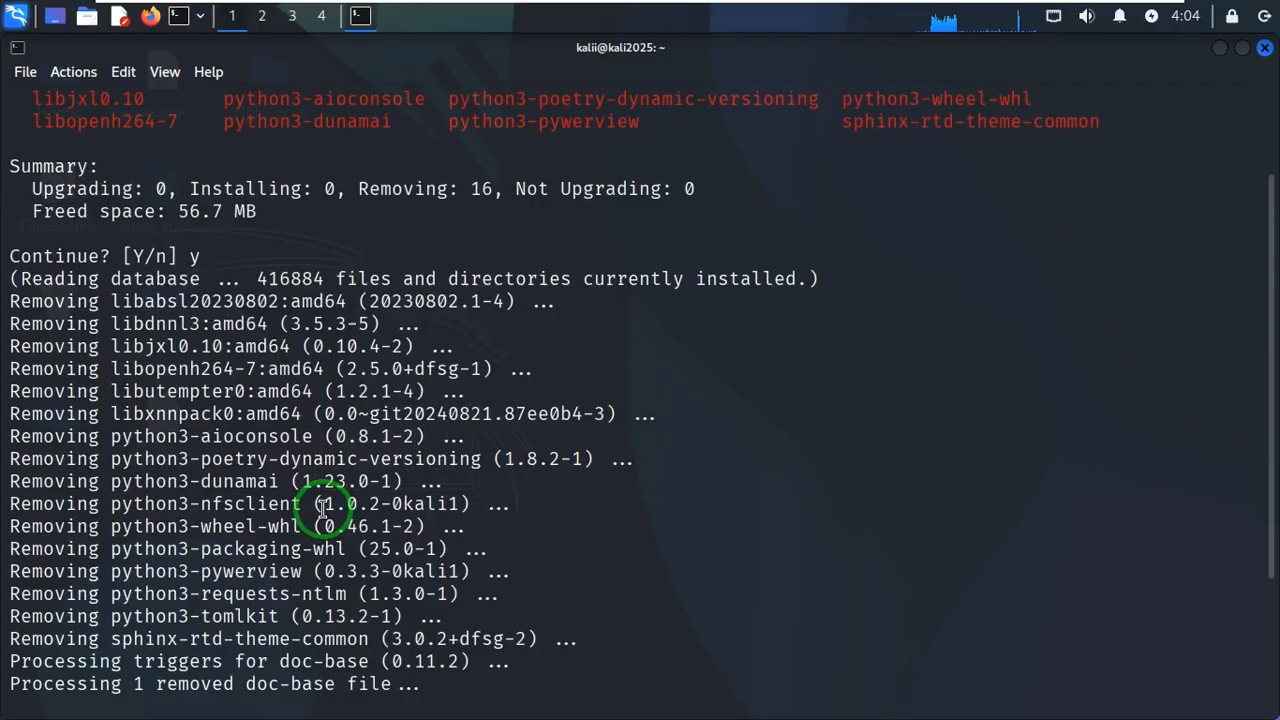 1 2 3 4
4:04
kalii@kali2025: ~
File Actions Edit View Help
libjxl0.10 python3-aioconsole python3-poetry-dynamic-versioning python3-wheel-whl
libopenh264-7 python3-dunamai python3-pywerview sphinx-rtd-theme-common
Summary:
Upgrading: 0, Installing: 0, Removing: 16, Not Upgrading: 0
Freed space: 56.7 MB
Continue? [Y/n] y
(Reading database ... 416884 files and directories currently installed.)
Removing libabsl20230802:amd64 (20230802.1-4) ...
Removing libdnnl3:amd64 (3.5.3-5) ...
Removing libjxl0.10:amd64 (0.10.4-2) ...
Removing libopenh264-7:amd64 (2.5.0+dfsg-1) ...
Removing libutempter0:amd64 (1.2.1-4) ...
Removing libxnnpack0:amd64 (0.0~git20240821.87ee0b4-3) ...
Removing python3-aioconsole (0.8.1-2) ...
Removing python3-poetry-dynamic-versioning (1.8.2-1) ...
Removing python3-dunamai (1.23.0-1) ...
Removing python3-nfsclient (1.0.2-0kali1) ...
Removing python3-wheel-whl (0.46.1-2) ...
Removing python3-packaging-whl (25.0-1) ...
Removing python3-pywerview (0.3.3-0kali1) ...
Removing python3-requests-ntlm (1.3.0-1) ...
Removing python3-tomlkit (0.13.2-1) ...
Removing sphinx-rtd-theme-common (3.0.2+dfsg-2) ...
Processing triggers for doc-base (0.11.2) ...
Processing 1 removed doc-base file...